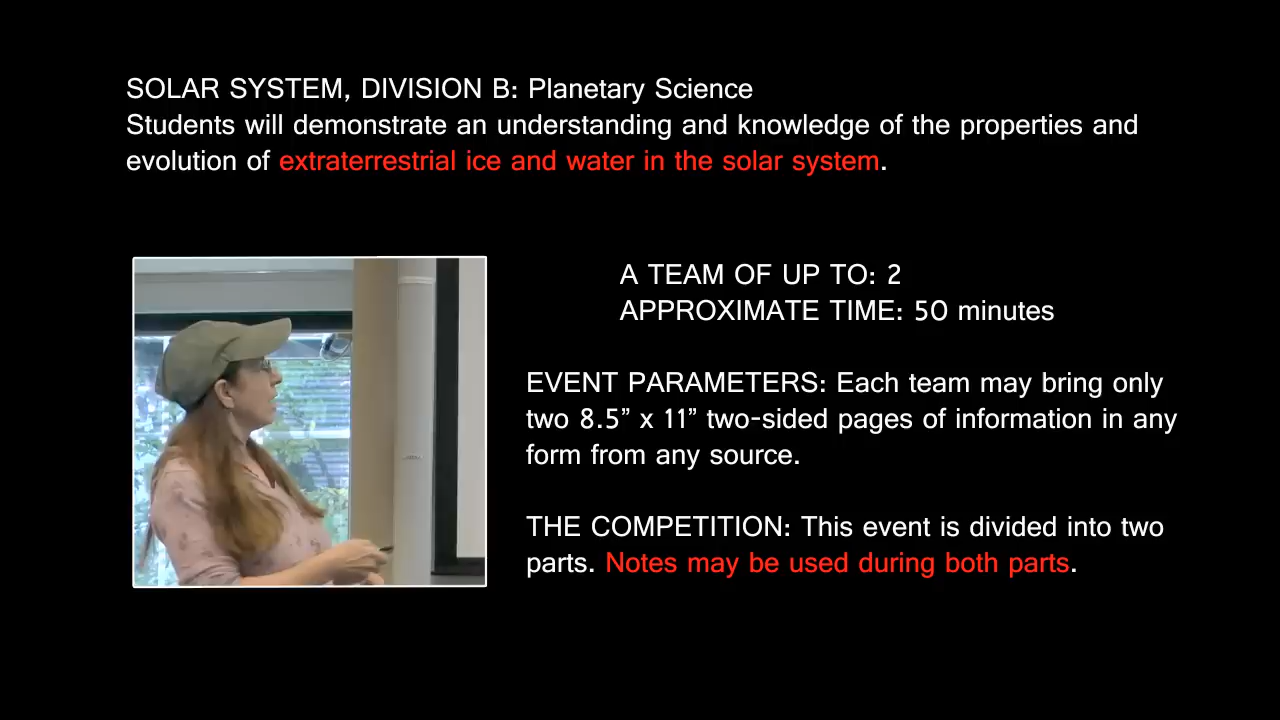 SOLAR SYSTEM, DIVISION B: Planetary Science
Students will demonstrate an understanding and knowledge of the properties and
evolution of extraterrestrial ice and water in the solar system.
A TEAM OF UP TO: 2
APPROXIMATE TIME: 50 minutes
EVENT PARAMETERS: Each team may bring only
two 8.5” x 11” two-sided pages of information in any
form from any source.
THE COMPETITION: This event is divided into two
parts. Notes may be used during both parts.